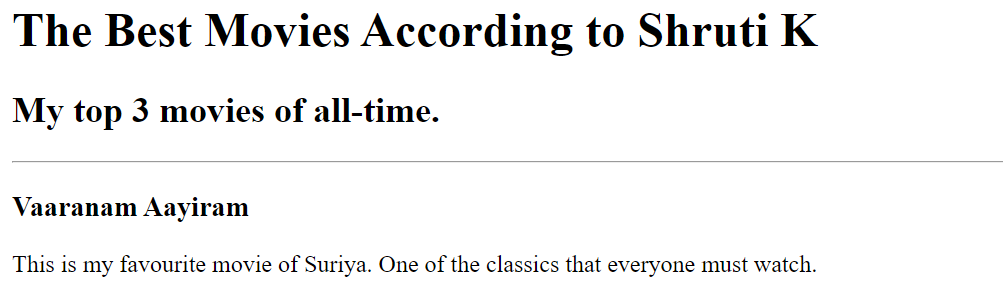 The Best Movies According to Shruti K
My top 3 movies of all-time.
Vaaranam Aayiram
This is my favourite movie of Suriya. One of the classics that everyone must watch.